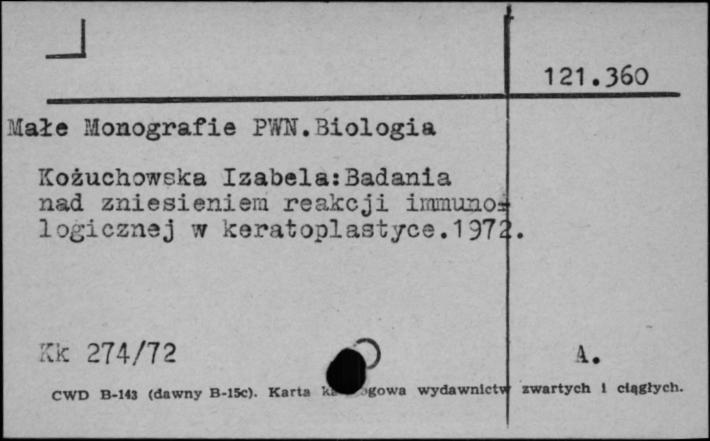 121.360
Małe Monografie PWN.Biologia
Kożuchowska Izabela:Badania
nad zniesieniem reakcji immuno-
logicznej w keratoplastyce.1972.
Kk 274/72
A.
CWD B-143 (dawny B-15c). Karta wydawnictw zwartych i ciągłych.